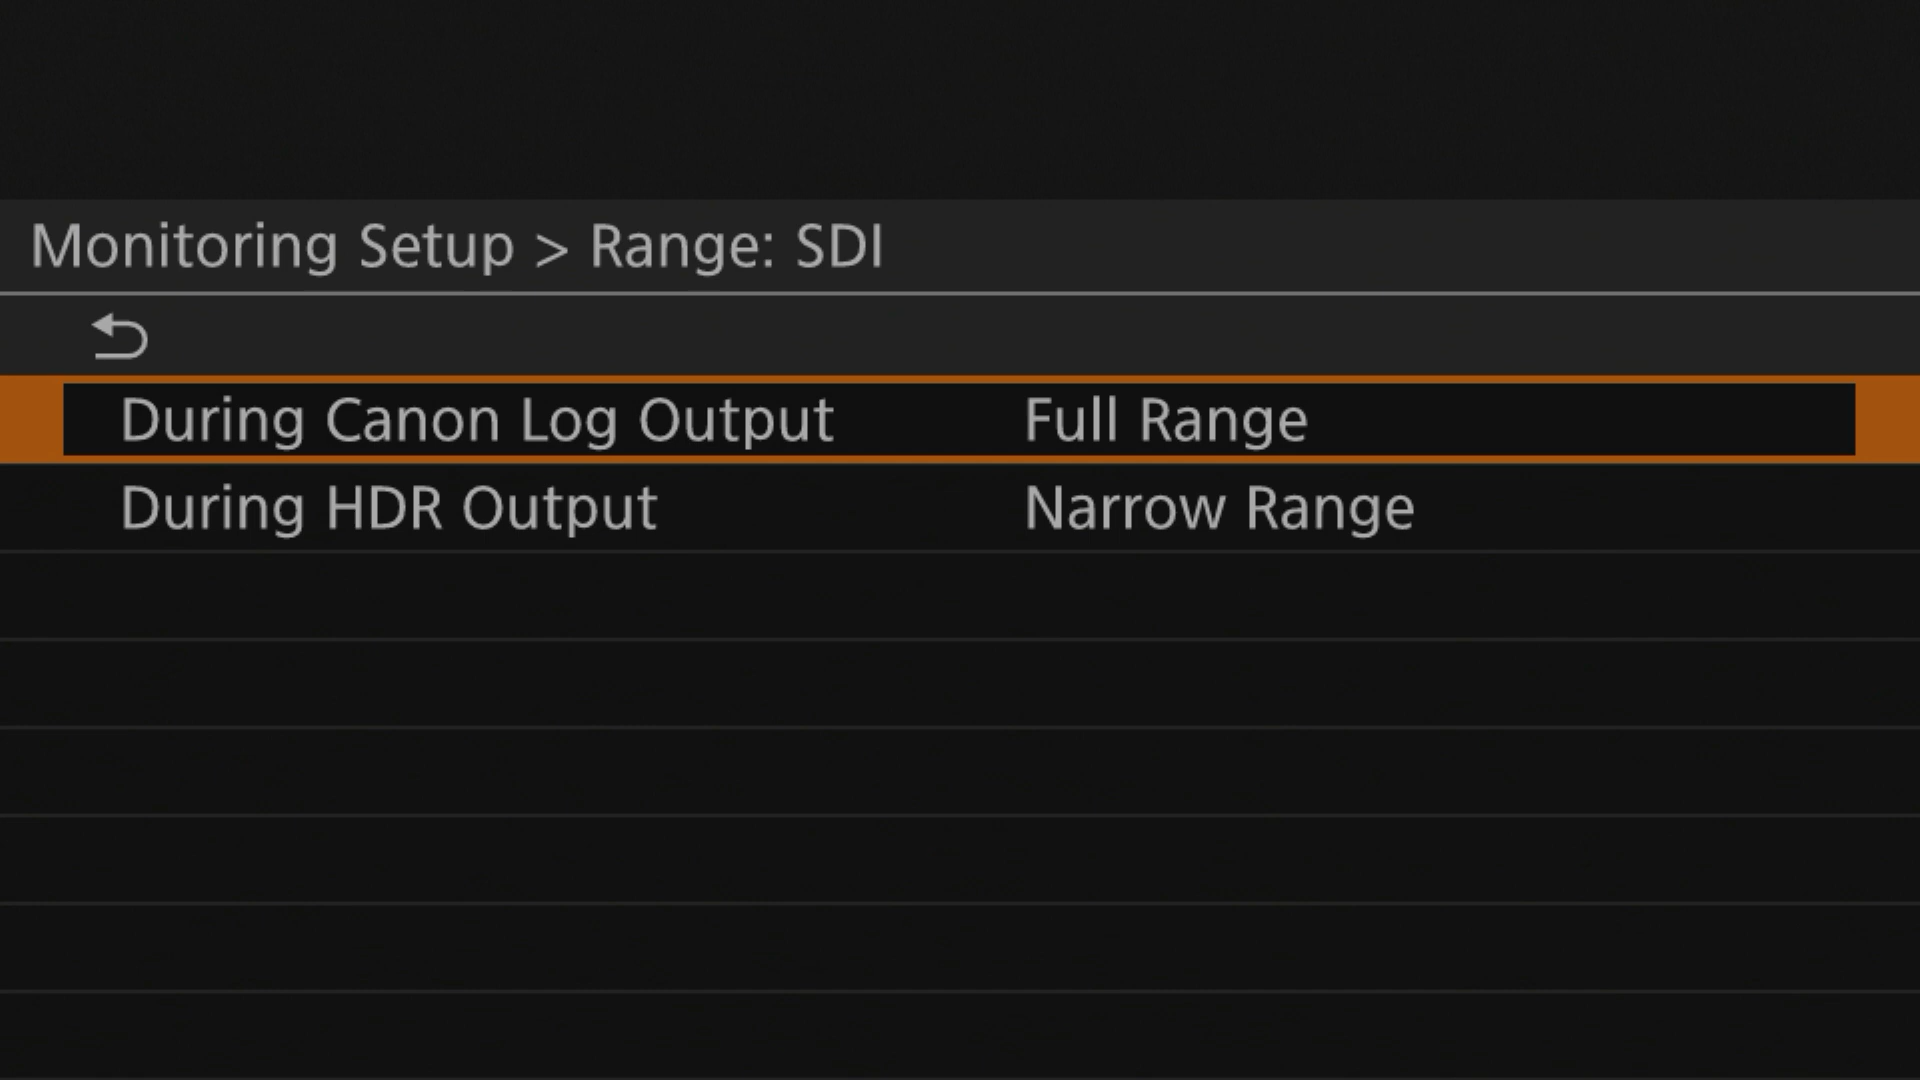 Monitoring Setup > Range: SDI
During Canon Log Output Full Range
During HDR Output Narrow Range